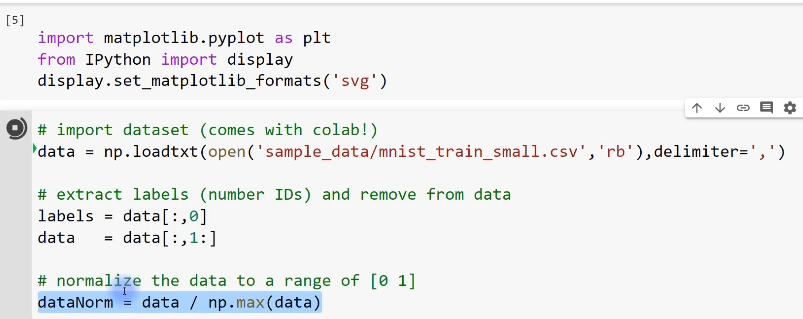 [5]
import matplotlib.pyplot as plt
from IPython import display
display.set_matplotlib_formats('svg')
# import dataset (comes with colab!)
data = np.loadtxt(open('sample_data/mnist_train_small.csv','rb'),delimiter=',')
# extract labels (number IDs) and remove from data
labels = data[:,0]
data   = data[:,1:]
# normalize the data to a range of [0 1]
dataNorm = data / np.max(data)